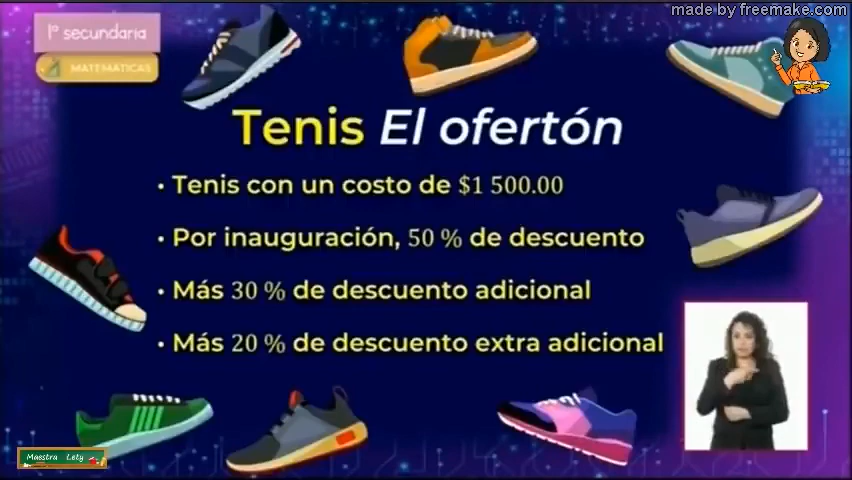 made by freemake.com
1° secundaria
MATEMÁTICAS
Tenis El ofertón
• Tenis con un costo de $1 500.00
• Por inauguración, 50 % de descuento
• Más 30 % de descuento adicional
• Más 20 % de descuento extra adicional
Maestra Lety